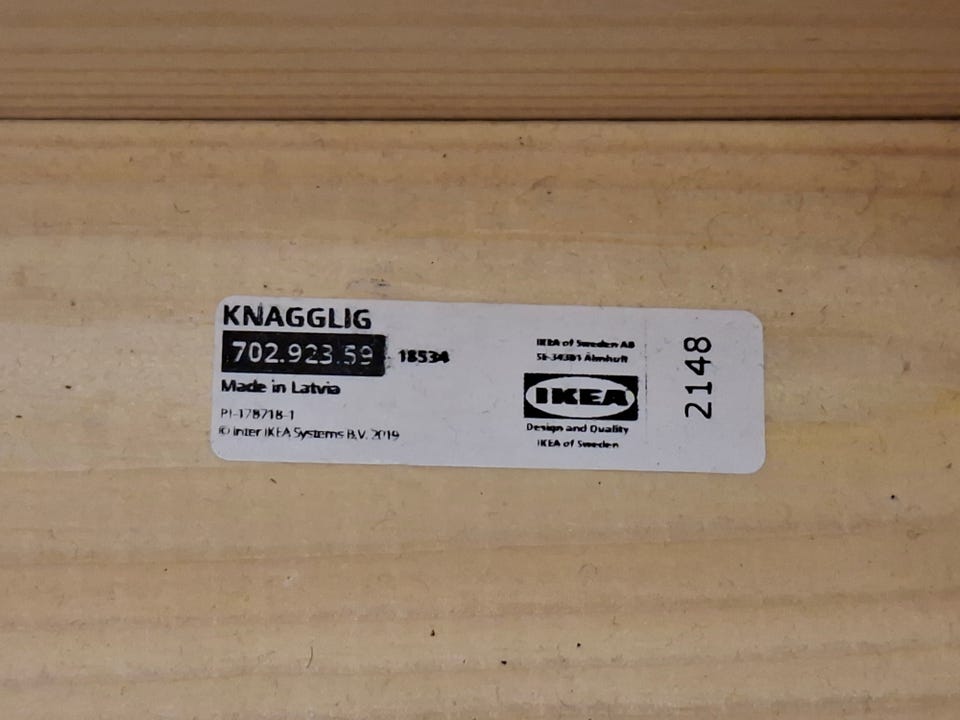 KNAGGLIG
702.923.59 18534
Made in Latvia
PI-178718-1
© Inter IKEA Systems B.V. 2019
IKEA of Sweden AB
SE-34381 Älmhult
IKEA
Design and Quality
IKEA of Sweden
2148